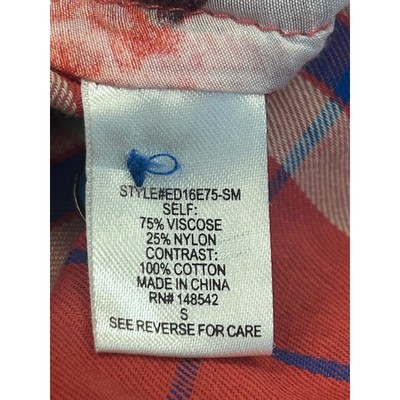 STYLE#ED16E75-SM
SELF:
75% VISCOSE
25% NYLON
CONTRAST:
100% COTTON
MADE IN CHINA
RN# 148542
S
SEE REVERSE FOR CARE